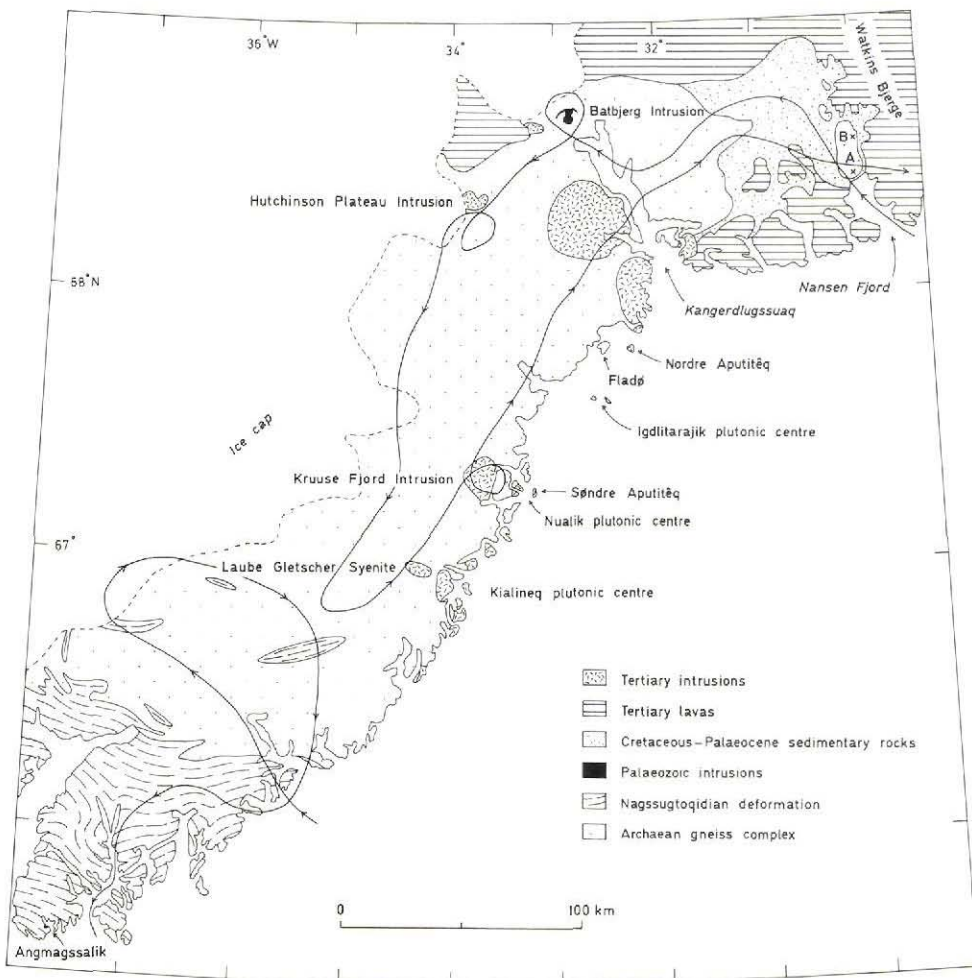 36°W
34°
32°
Watkins Bjerge
Batbjerg Intrusion
B
A
Hutchinson Plateau Intrusion
68°N
Nansen Fjord
Kangerdlugssuaq
Nordre Aputitêq
Fladø
Igdlitarajik plutonic centre
Ice cap
Kruuse Fjord Intrusion
Søndre Aputitêq
Nualik plutonic centre
67°
Laube Gletscher Syenite
Kialineq plutonic centre
Tertiary intrusions
Tertiary lavas
Cretaceous-Palaeocene sedimentary rocks
Palaeozoic intrusions
Nagssugtoqidian deformation
Archaean gneiss complex
0 100 km
Angmagssalik